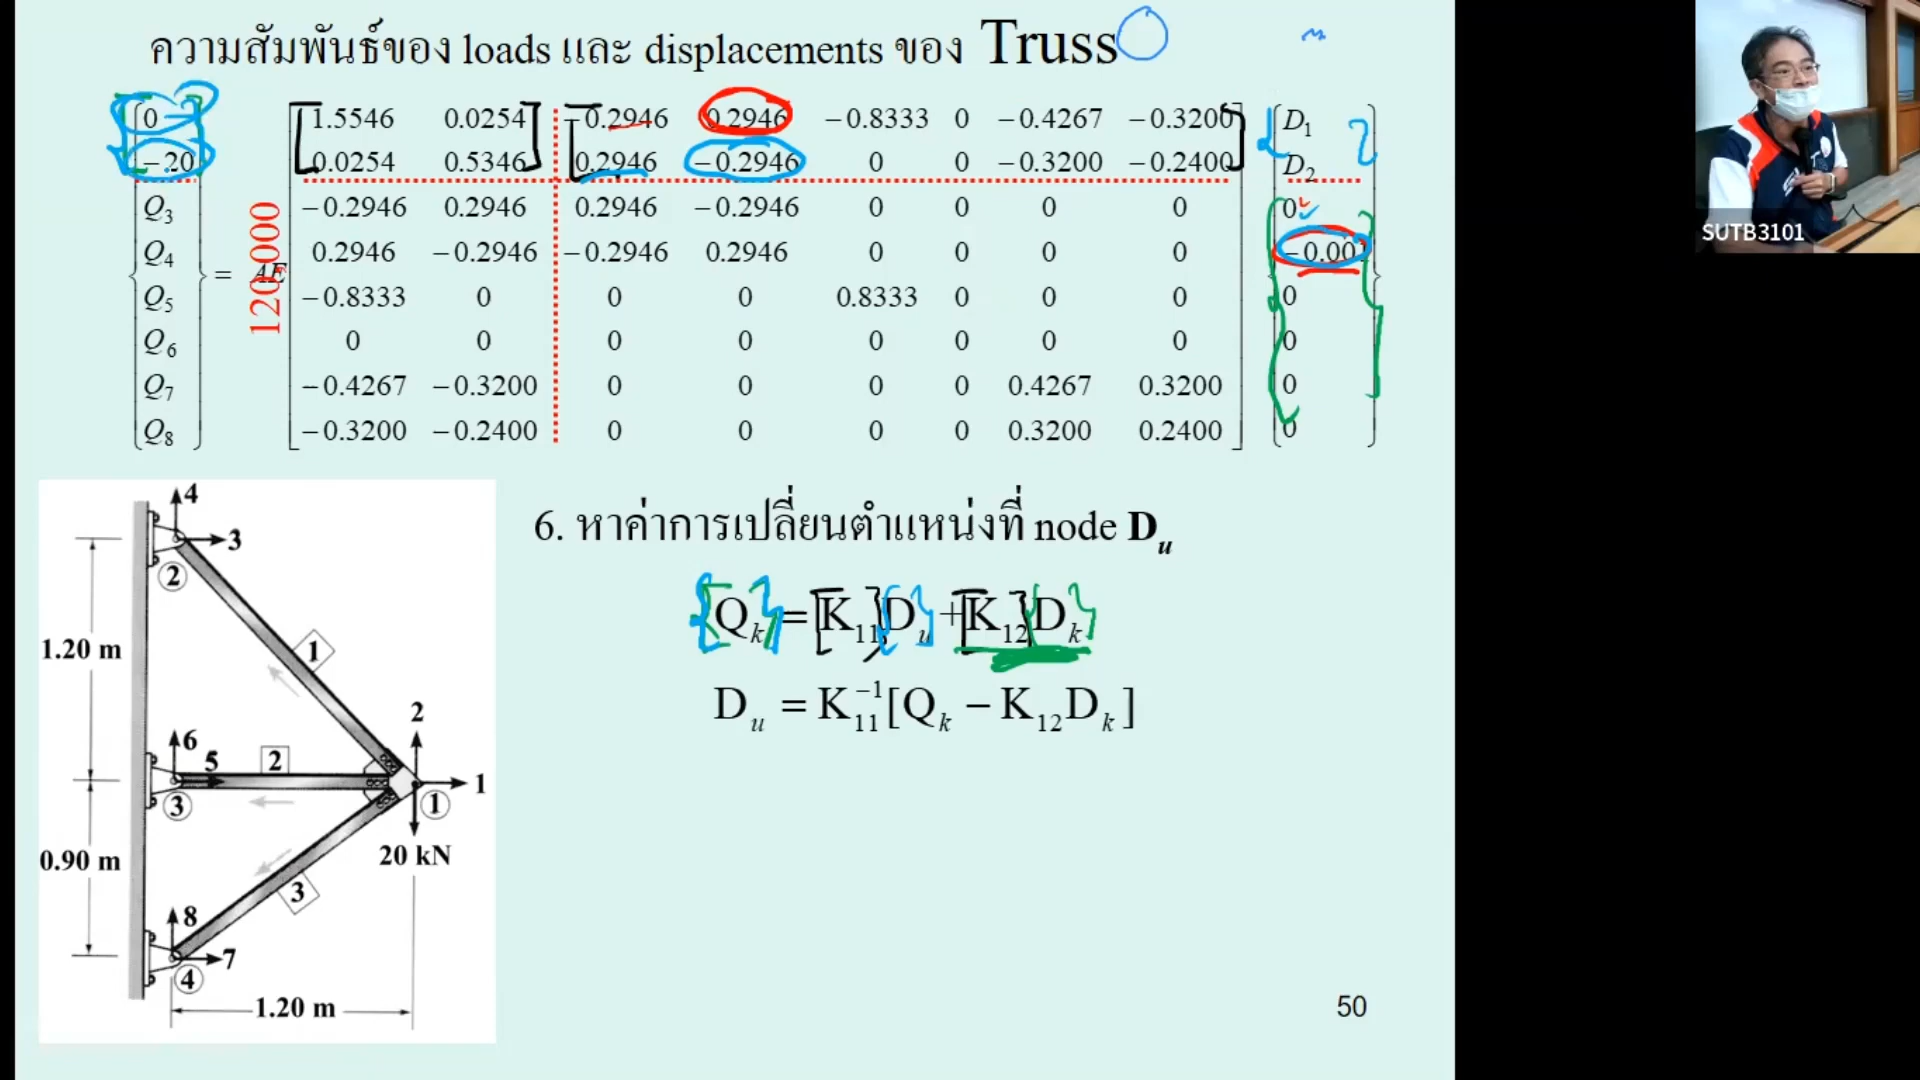 ความสัมพันธ์ของ loads และ displacements ของ Truss
0 1.5546 0.0254 −0.2946 0.2946 −0.8333 0 −0.4267 −0.3200 D1
−20 0.0254 0.5346 0.2946 −0.2946 0 0 −0.3200 −0.2400 D2
Q3 −0.2946 0.2946 0.2946 −0.2946 0 0 0 0 0
Q4 = AE 0.2946 −0.2946 −0.2946 0.2946 0 0 0 0 −0.001
120,000
Q5 −0.8333 0 0 0 0.8333 0 0 0 0
Q6 0 0 0 0 0 0 0 0 0
Q7 −0.4267 −0.3200 0 0 0 0 0.4267 0.3200 0
Q8 −0.3200 −0.2400 0 0 0 0 0.3200 0.2400 0
SUTB3101
6. หาค่าการเปลี่ยนตำแหน่งที่ node Du
Qk = K11 Du + K12 Dk
Du = K11−1[Qk − K12Dk]
4
3
2
1.20 m
1
2
6
5
2
1
3
1
20 kN
0.90 m
3
8
7
4
1.20 m
50